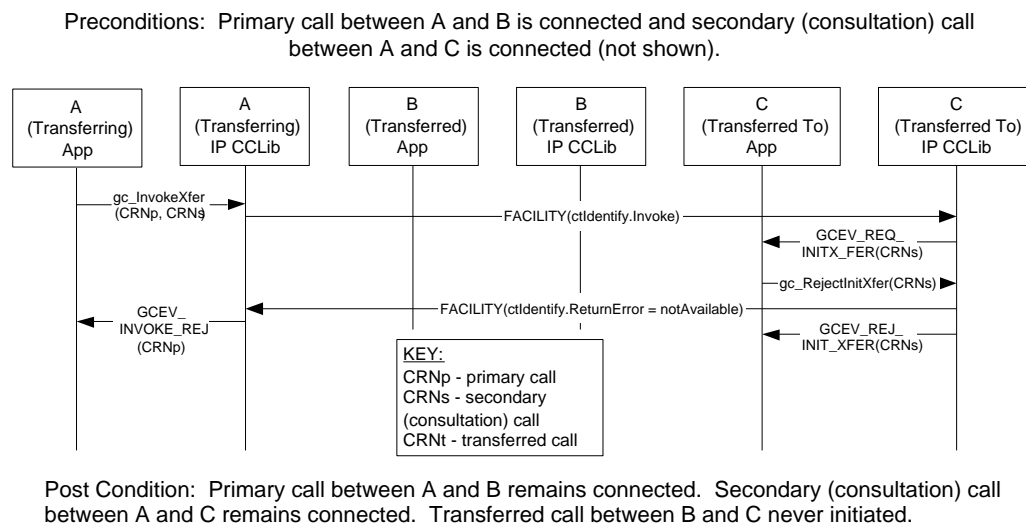 Preconditions:  Primary call between A and B is connected and secondary (consultation) call
between A and C is connected (not shown).
A
(Transferring)
App
A
(Transferring)
IP CCLib
B
(Transferred)
App
B
(Transferred)
IP CCLib
C
(Transferred To)
App
C
(Transferred To)
IP CCLib
gc_InvokeXfer
(CRNp, CRNs)
FACILITY(ctIdentify.Invoke)
GCEV_REQ_
INITX_FER(CRNs)
gc_RejectInitXfer(CRNs)
FACILITY(ctIdentify.ReturnError = notAvailable)
GCEV_
INVOKE_REJ
(CRNp)
GCEV_REJ_
INIT_XFER(CRNs)
KEY:
CRNp - primary call
CRNs - secondary
(consultation) call
CRNt - transferred call
Post Condition:  Primary call between A and B remains connected.  Secondary (consultation) call
between A and C remains connected.  Transferred call between B and C never initiated.